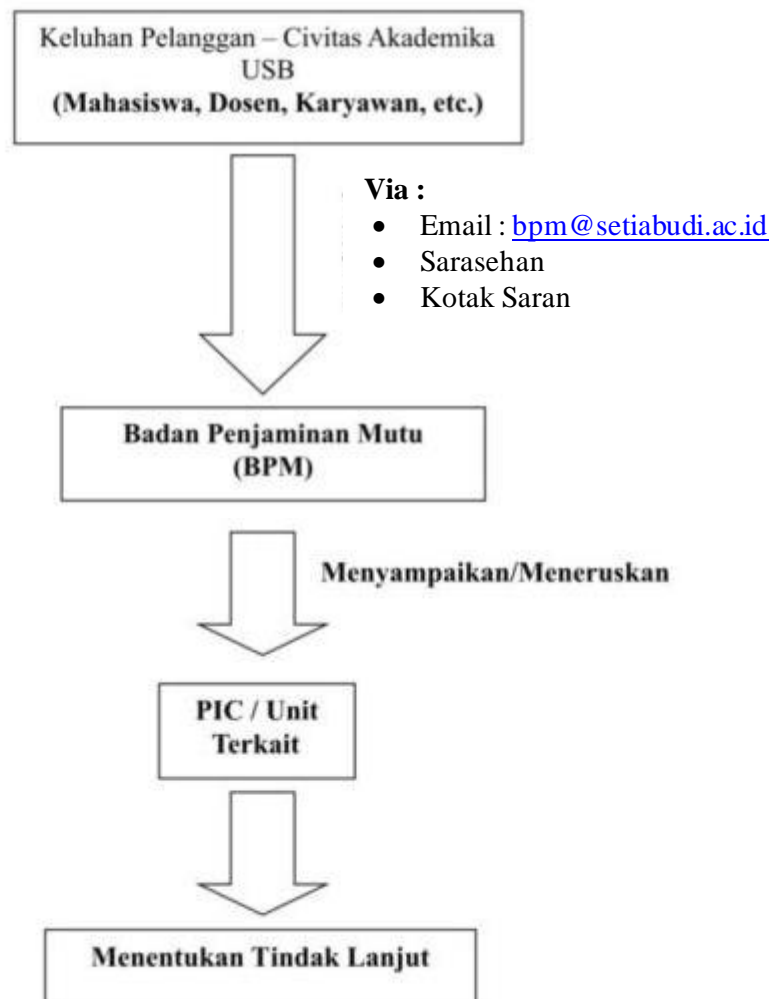 Keluhan Pelanggan – Civitas Akademika
USB
(Mahasiswa, Dosen, Karyawan, etc.)
Via :
• Email : bpm@setiabudi.ac.id
• Sarasehan
• Kotak Saran
Badan Penjaminan Mutu
(BPM)
Menyampaikan/Meneruskan
PIC / Unit
Terkait
Menentukan Tindak Lanjut